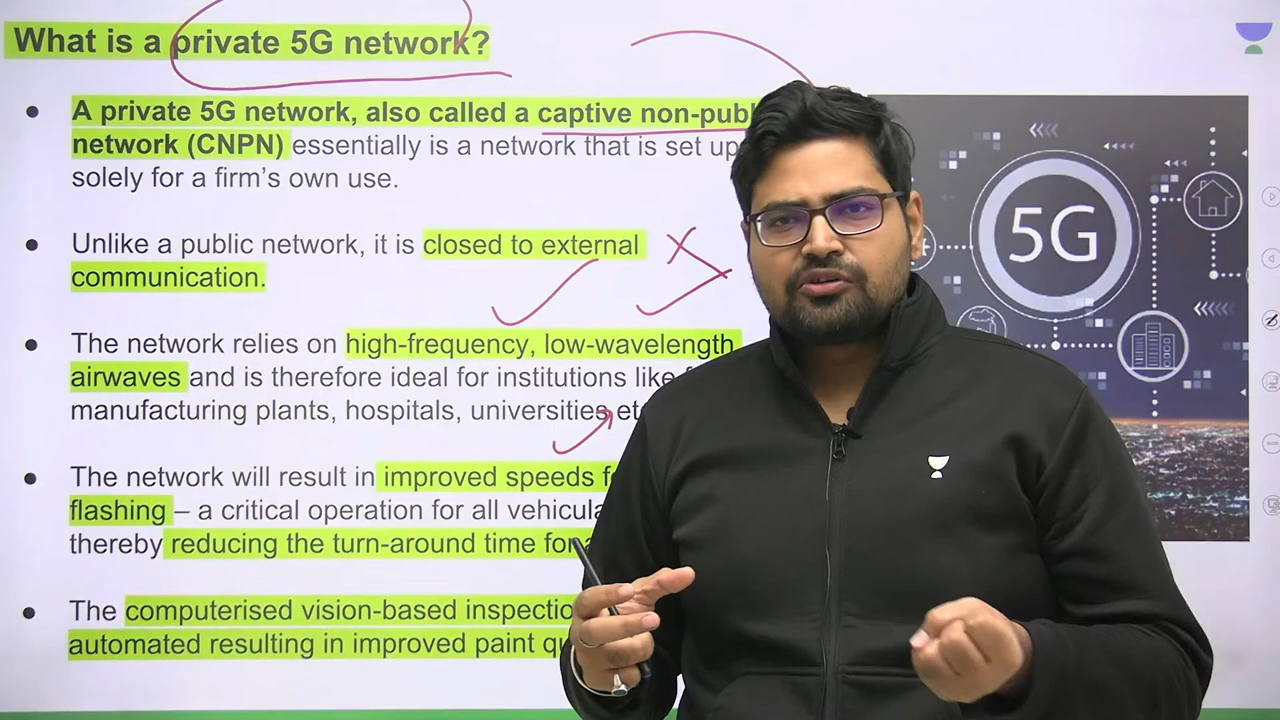 What is a private 5G network?
A private 5G network, also called a captive non-publ
network (CNPN) essentially is a network that is set up
solely for a firm's own use.
Unlike a public network, it is closed to external
communication.
The network relies on high-frequency, low-wavelength
airwaves and is therefore ideal for institutions like
manufacturing plants, hospitals, universities
The network will result in improved speeds
flashing – a critical operation for all
thereby reducing the turn-around time for
The computerised vision-based
automated resulting in improved paint
5G